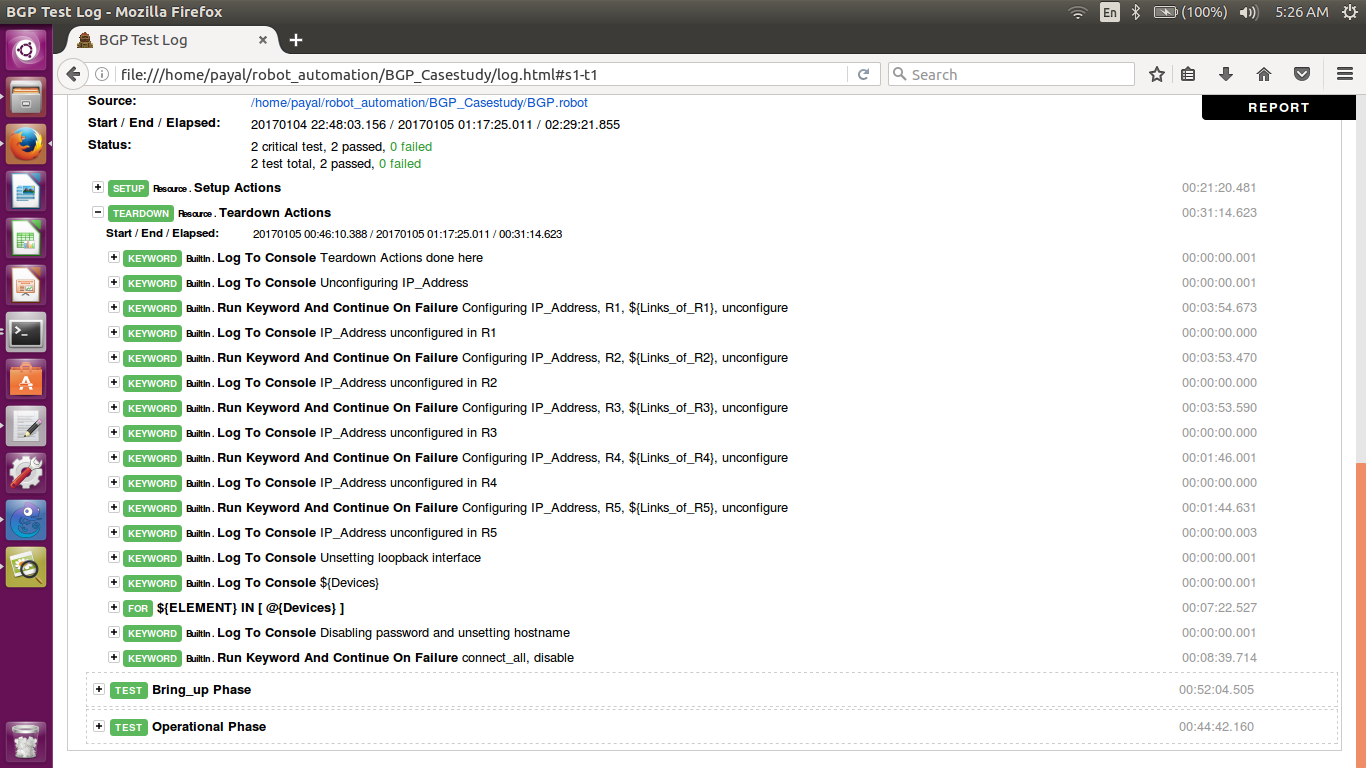 BGP Test Log - Mozilla Firefox
En
(100%)
5:26 AM
BGP Test Log
file:///home/payal/robot_automation/BGP_Casestudy/log.html#s1-t1
Search
REPORT
Source: /home/payal/robot_automation/BGP_Casestudy/BGP.robot
Start / End / Elapsed: 20170104 22:48:03.156 / 20170105 01:17:25.011 / 02:29:21.855
Status: 2 critical test, 2 passed, 0 failed
2 test total, 2 passed, 0 failed
SETUP Resource . Setup Actions 00:21:20.481
TEARDOWN Resource . Teardown Actions 00:31:14.623
Start / End / Elapsed: 20170105 00:46:10.388 / 20170105 01:17:25.011 / 00:31:14.623
KEYWORD BuiltIn . Log To Console Teardown Actions done here 00:00:00.001
KEYWORD BuiltIn . Log To Console Unconfiguring IP_Address 00:00:00.001
KEYWORD BuiltIn . Run Keyword And Continue On Failure Configuring IP_Address, R1, ${Links_of_R1}, unconfigure 00:03:54.673
KEYWORD BuiltIn . Log To Console IP_Address unconfigured in R1 00:00:00.000
KEYWORD BuiltIn . Run Keyword And Continue On Failure Configuring IP_Address, R2, ${Links_of_R2}, unconfigure 00:03:53.470
KEYWORD BuiltIn . Log To Console IP_Address unconfigured in R2 00:00:00.000
KEYWORD BuiltIn . Run Keyword And Continue On Failure Configuring IP_Address, R3, ${Links_of_R3}, unconfigure 00:03:53.590
KEYWORD BuiltIn . Log To Console IP_Address unconfigured in R3 00:00:00.000
KEYWORD BuiltIn . Run Keyword And Continue On Failure Configuring IP_Address, R4, ${Links_of_R4}, unconfigure 00:01:46.001
KEYWORD BuiltIn . Log To Console IP_Address unconfigured in R4 00:00:00.000
KEYWORD BuiltIn . Run Keyword And Continue On Failure Configuring IP_Address, R5, ${Links_of_R5}, unconfigure 00:01:44.631
KEYWORD BuiltIn . Log To Console IP_Address unconfigured in R5 00:00:00.003
KEYWORD BuiltIn . Log To Console Unsetting loopback interface 00:00:00.001
KEYWORD BuiltIn . Log To Console ${Devices} 00:00:00.001
FOR ${ELEMENT} IN [ @{Devices} ] 00:07:22.527
KEYWORD BuiltIn . Log To Console Disabling password and unsetting hostname 00:00:00.001
KEYWORD BuiltIn . Run Keyword And Continue On Failure connect_all, disable 00:08:39.714
TEST Bring_up Phase 00:52:04.505
TEST Operational Phase 00:44:42.160